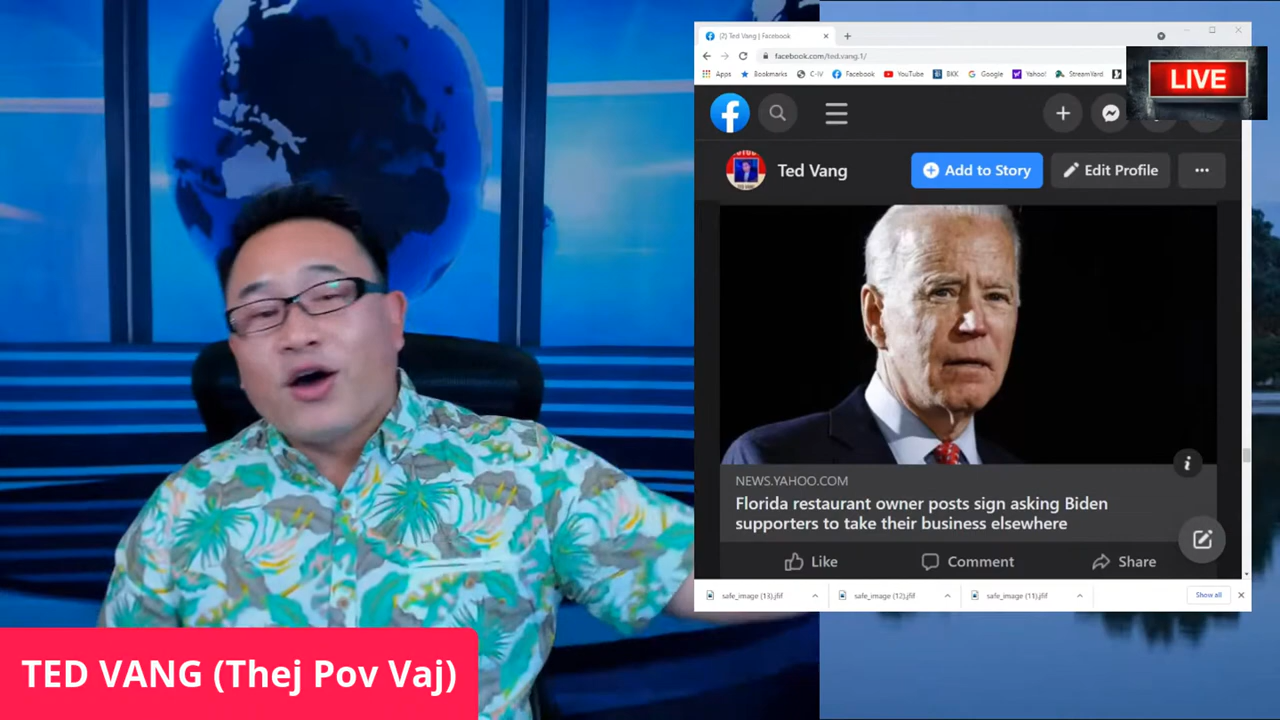 (2) Ted Vang | Facebook
facebook.com/ted.vang.1/
Apps Bookmarks C-IV Facebook YouTube BKK Google Yahoo! StreamYard
LIVE
Ted Vang
Add to Story
Edit Profile
NEWS.YAHOO.COM
Florida restaurant owner posts sign asking Biden
supporters to take their business elsewhere
Like Comment Share
safe_image (13).jfif safe_image (12).jfif safe_image (11).jfif Show all
TED VANG (Thej Pov Vaj)